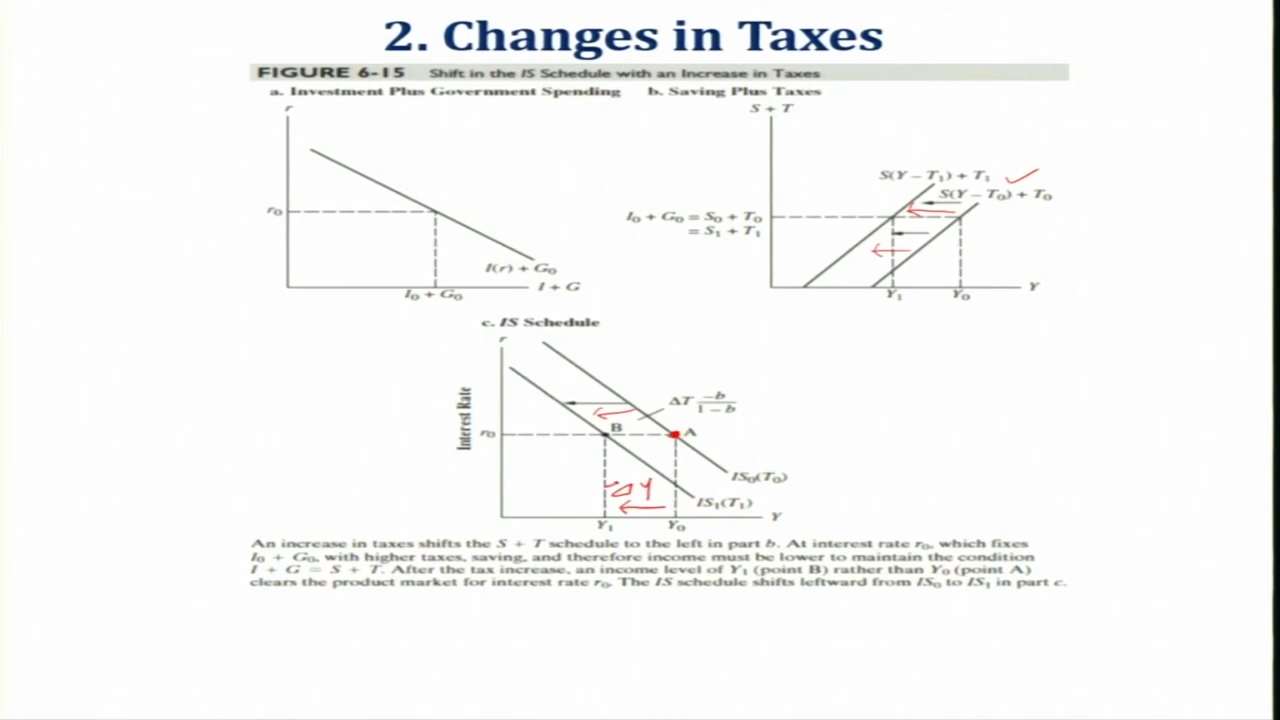 2. Changes in Taxes
FIGURE 6-15 Shift in the IS Schedule with an Increase in Taxes
a. Investment Plus Government Spending
b. Saving Plus Taxes
r
r₀
I(r) + G₀
I₀ + G₀
I + G
S + T
S(Y – T₁) + T₁
S(Y – T₀) + T₀
I₀ + G₀ = S₀ + T₀
= S₁ + T₁
Y₁
Y₀
Y
c. IS Schedule
r
Interest Rate
ΔT –b
1 – b
r₀
B
A
IS₀(T₀)
ΔY
IS₁(T₁)
Y₁
Y₀
Y
An increase in taxes shifts the S + T schedule to the left in part b. At interest rate r₀, which fixes
I₀ + G₀, with higher taxes, saving, and therefore income must be lower to maintain the condition
I + G = S + T. After the tax increase, an income level of Y₁ (point B) rather than Y₀ (point A)
clears the product market for interest rate r₀. The IS schedule shifts leftward from IS₀ to IS₁ in part c.